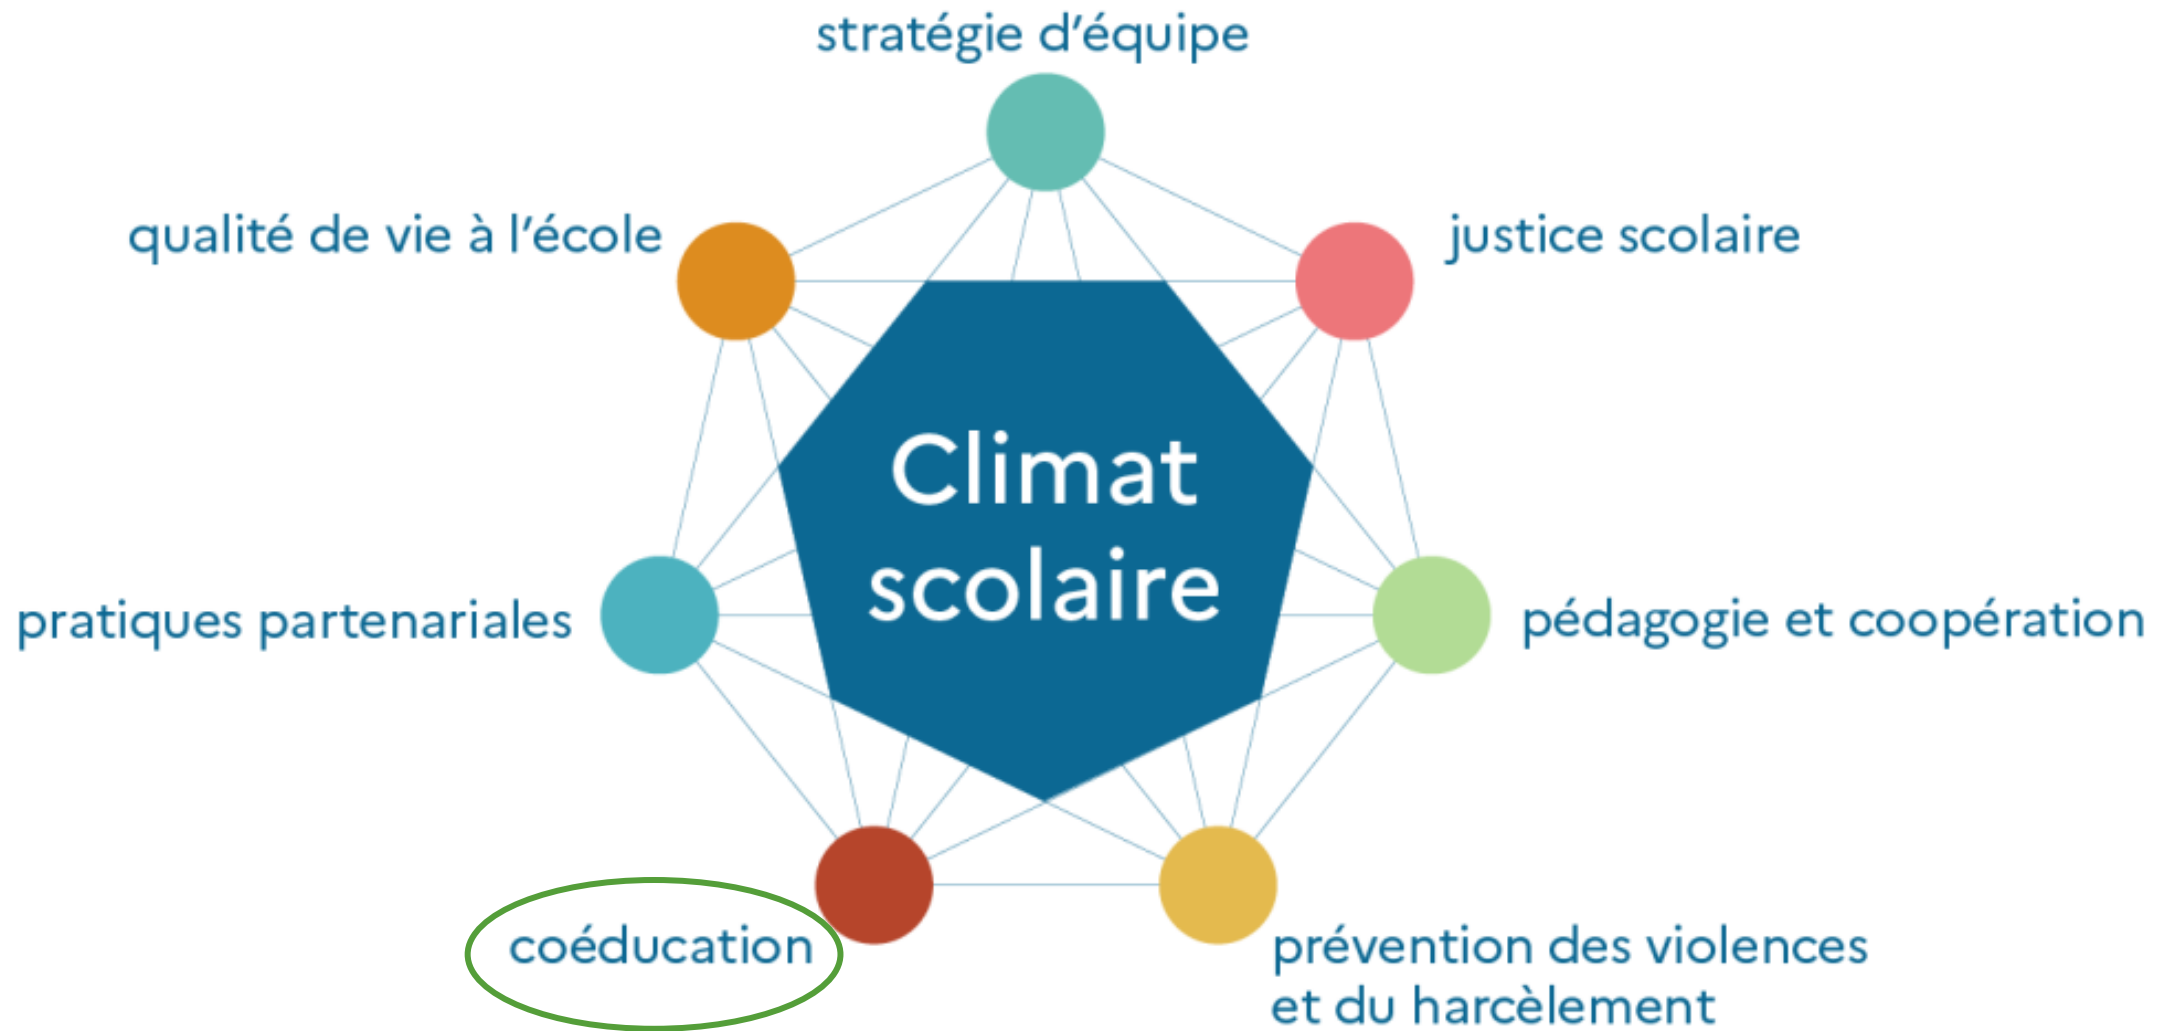 stratégie d'équipe
qualité de vie à l'école
justice scolaire
Climat
scolaire
pratiques partenariales
pédagogie et coopération
coéducation
prévention des violences
et du harcèlement